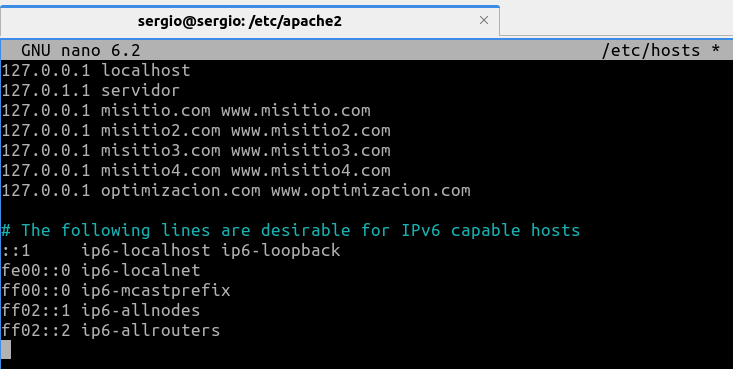 sergio@sergio: /etc/apache2 ×
GNU nano 6.2 /etc/hosts *
127.0.0.1 localhost
127.0.1.1 servidor
127.0.0.1 misitio.com www.misitio.com
127.0.0.1 misitio2.com www.misitio2.com
127.0.0.1 misitio3.com www.misitio3.com
127.0.0.1 misitio4.com www.misitio4.com
127.0.0.1 optimizacion.com www.optimizacion.com
# The following lines are desirable for IPv6 capable hosts
::1     ip6-localhost ip6-loopback
fe00::0 ip6-localnet
ff00::0 ip6-mcastprefix
ff02::1 ip6-allnodes
ff02::2 ip6-allrouters